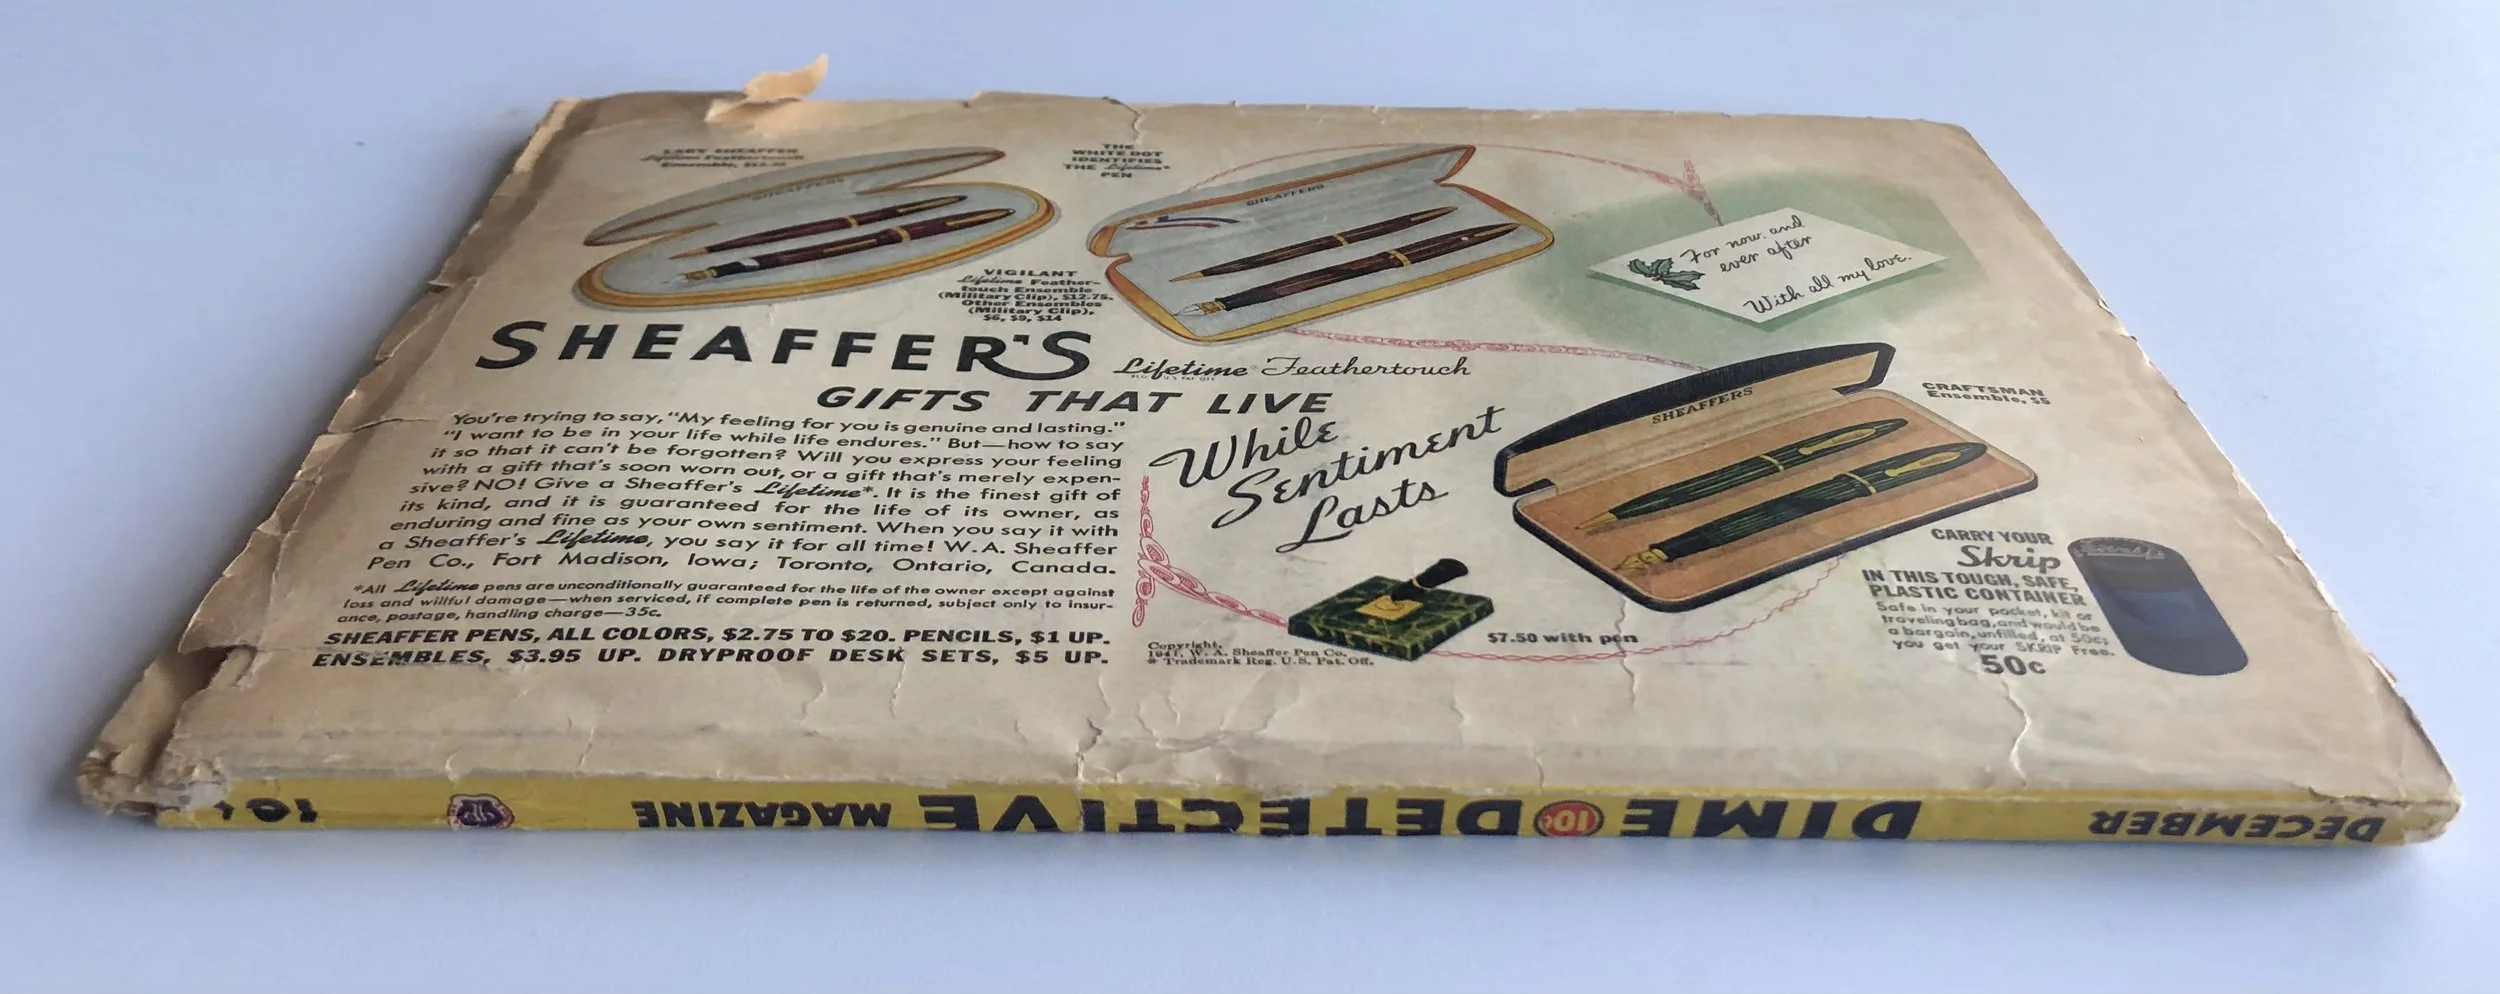 LADY SHEAFFER
Lifetime Feathertouch
Ensemble,
THE
WHITE DOT
IDENTIFIES
THE Lifetime*
PEN
SHEAFFERS
SHEAFFERS
For now and
ever after
With all my love.
VIGILANT
Lifetime Feather-
touch Ensemble
(Military Clip), $12.75.
Other Ensembles
(Military Clip),
$6, $9, $14
SHEAFFER'S
Lifetime Feathertouch
REG. U.S. PAT. OFF.
GIFTS THAT LIVE
While
Sentiment
Lasts
You're trying to say, "My feeling for you is genuine and lasting."
"I want to be in your life while life endures." But—how to say
it so that it can't be forgotten? Will you express your feeling
with a gift that's soon worn out, or a gift that's merely expen-
sive? NO! Give a Sheaffer's Lifetime*. It is the finest gift of
its kind, and it is guaranteed for the life of its owner, as
enduring and fine as your own sentiment. When you say it with
a Sheaffer's Lifetime, you say it for all time! W. A. Sheaffer
Pen Co., Fort Madison, Iowa; Toronto, Ontario, Canada.
*All Lifetime pens are unconditionally guaranteed for the life of the owner except against
loss and willful damage—when serviced, if complete pen is returned, subject only to insur-
ance, postage, handling charge—35c.
SHEAFFER PENS, ALL COLORS, $2.75 TO $20. PENCILS, $1 UP.
ENSEMBLES, $3.95 UP. DRYPROOF DESK SETS, $5 UP.
SHEAFFERS
CRAFTSMAN
Ensemble, $5
CARRY YOUR
Skrip
IN THIS TOUGH, SAFE,
PLASTIC CONTAINER
Safe in your pocket, kit or
traveling bag, and would be
a bargain, unfilled, at 50c;
you get your SKRIP Free.
50c
$7.50 with pen
Copyright,
1941, W. A. Sheaffer Pen Co.
* Trademark Reg. U. S. Pat. Off.
DECEMBER
DIME 10c DETECTIVE MAGAZINE
10¢